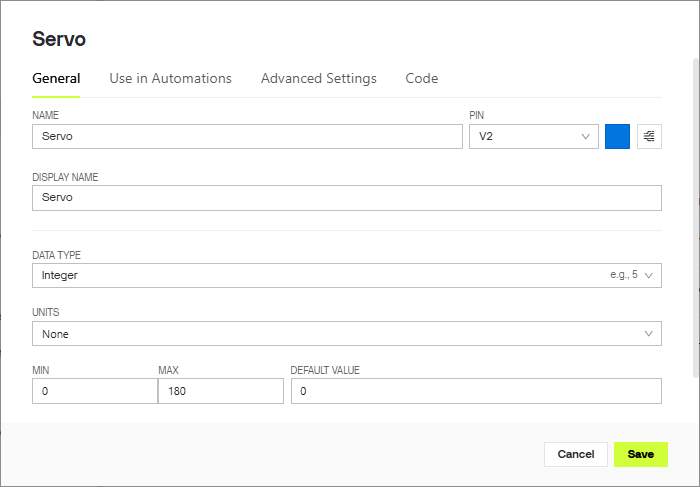 Servo
General Use in Automations Advanced Settings Code
NAME PIN
Servo V2
DISPLAY NAME
Servo
DATA TYPE
Integer e.g., 5
UNITS
None
MIN MAX DEFAULT VALUE
0 180 0
Cancel Save